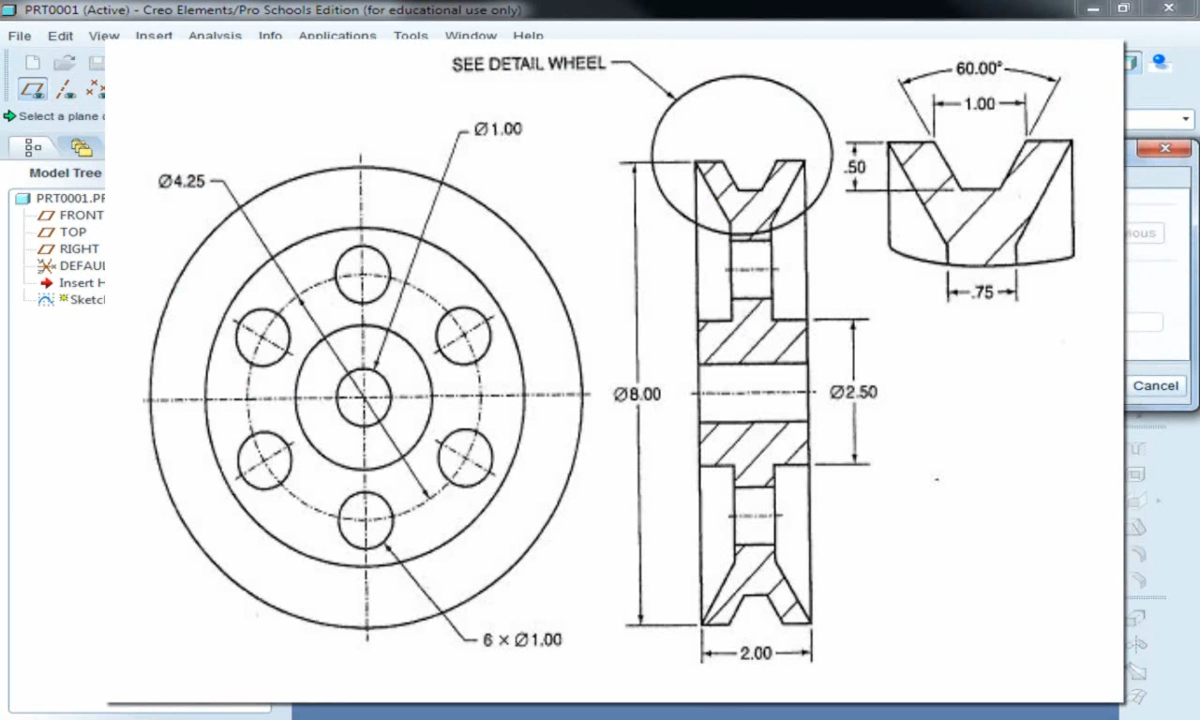 PRT0001 (Active) - Creo Elements/Pro Schools Edition (for educational use only)
File Edit View Insert Analysis Info Applications Tools Window Help
Select a plane
Model Tree
PRT0001.PR
FRONT
TOP
RIGHT
DEFAUL
Insert H
Sketch
SEE DETAIL WHEEL
Ø1.00
Ø4.25
60.00°
1.00
.50
.75
Ø8.00
Ø2.50
6 × Ø1.00
2.00
Cancel